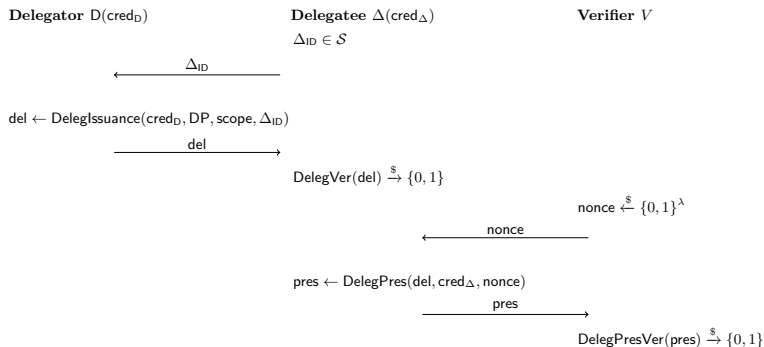 Delegator D(cred_D) Delegatee Δ(cred_Δ) Verifier V
Δ_ID ∈ 𝒮
Δ_ID
del ← DelegIssuance(cred_D, DP, scope, Δ_ID)
del
DelegVer(del) $→ {0, 1}
nonce $← {0, 1}^λ
nonce
pres ← DelegPres(del, cred_Δ, nonce)
pres
DelegPresVer(pres) $→ {0, 1}